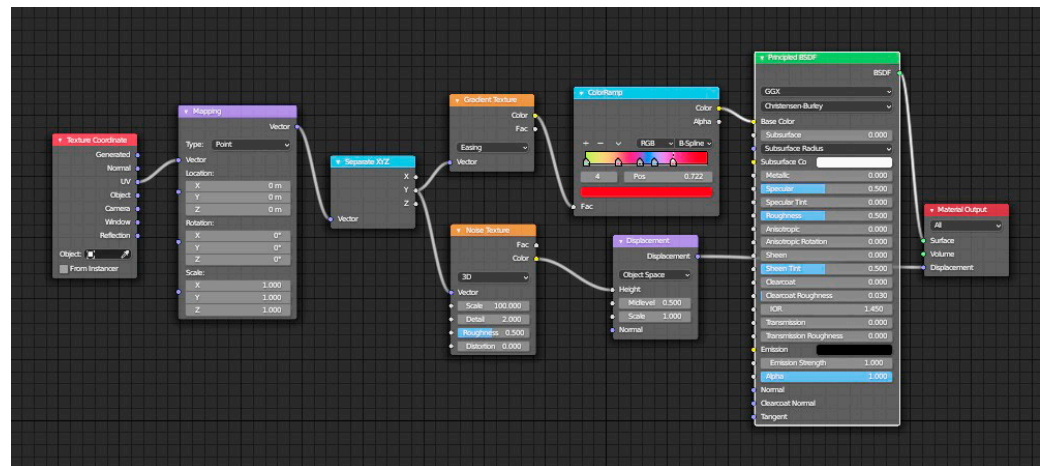 Texture Coordinate
Generated
Normal
UV
Object
Camera
Window
Reflection
Object:
From Instancer
Mapping
Vector
Type: Point
Vector
Location:
X 0 m
Y 0 m
Z 0 m
Rotation:
X 0°
Y 0°
Z 0°
Scale:
X 1.000
Y 1.000
Z 1.000
Separate XYZ
X
Y
Z
Vector
Gradient Texture
Color
Fac
Easing
Vector
Noise Texture
Fac
Color
3D
Vector
Scale 100.000
Detail 2.000
Roughness 0.500
Distortion 0.000
ColorRamp
Color
Alpha
+ − RGB B-Spline
4 Pos 0.722
Fac
Displacement
Displacement
Object Space
Height
Midlevel 0.500
Scale 1.000
Normal
Principled BSDF
BSDF
GGX
Christensen-Burley
Base Color
Subsurface 0.000
Subsurface Radius
Subsurface Co
Metallic 0.000
Specular 0.500
Specular Tint 0.000
Roughness 0.500
Anisotropic 0.000
Anisotropic Rotation 0.000
Sheen 0.000
Sheen Tint 0.500
Clearcoat 0.000
Clearcoat Roughness 0.030
IOR 1.450
Transmission 0.000
Transmission Roughness 0.000
Emission
Emission Strength 1.000
Alpha 1.000
Normal
Clearcoat Normal
Tangent
Material Output
All
Surface
Volume
Displacement